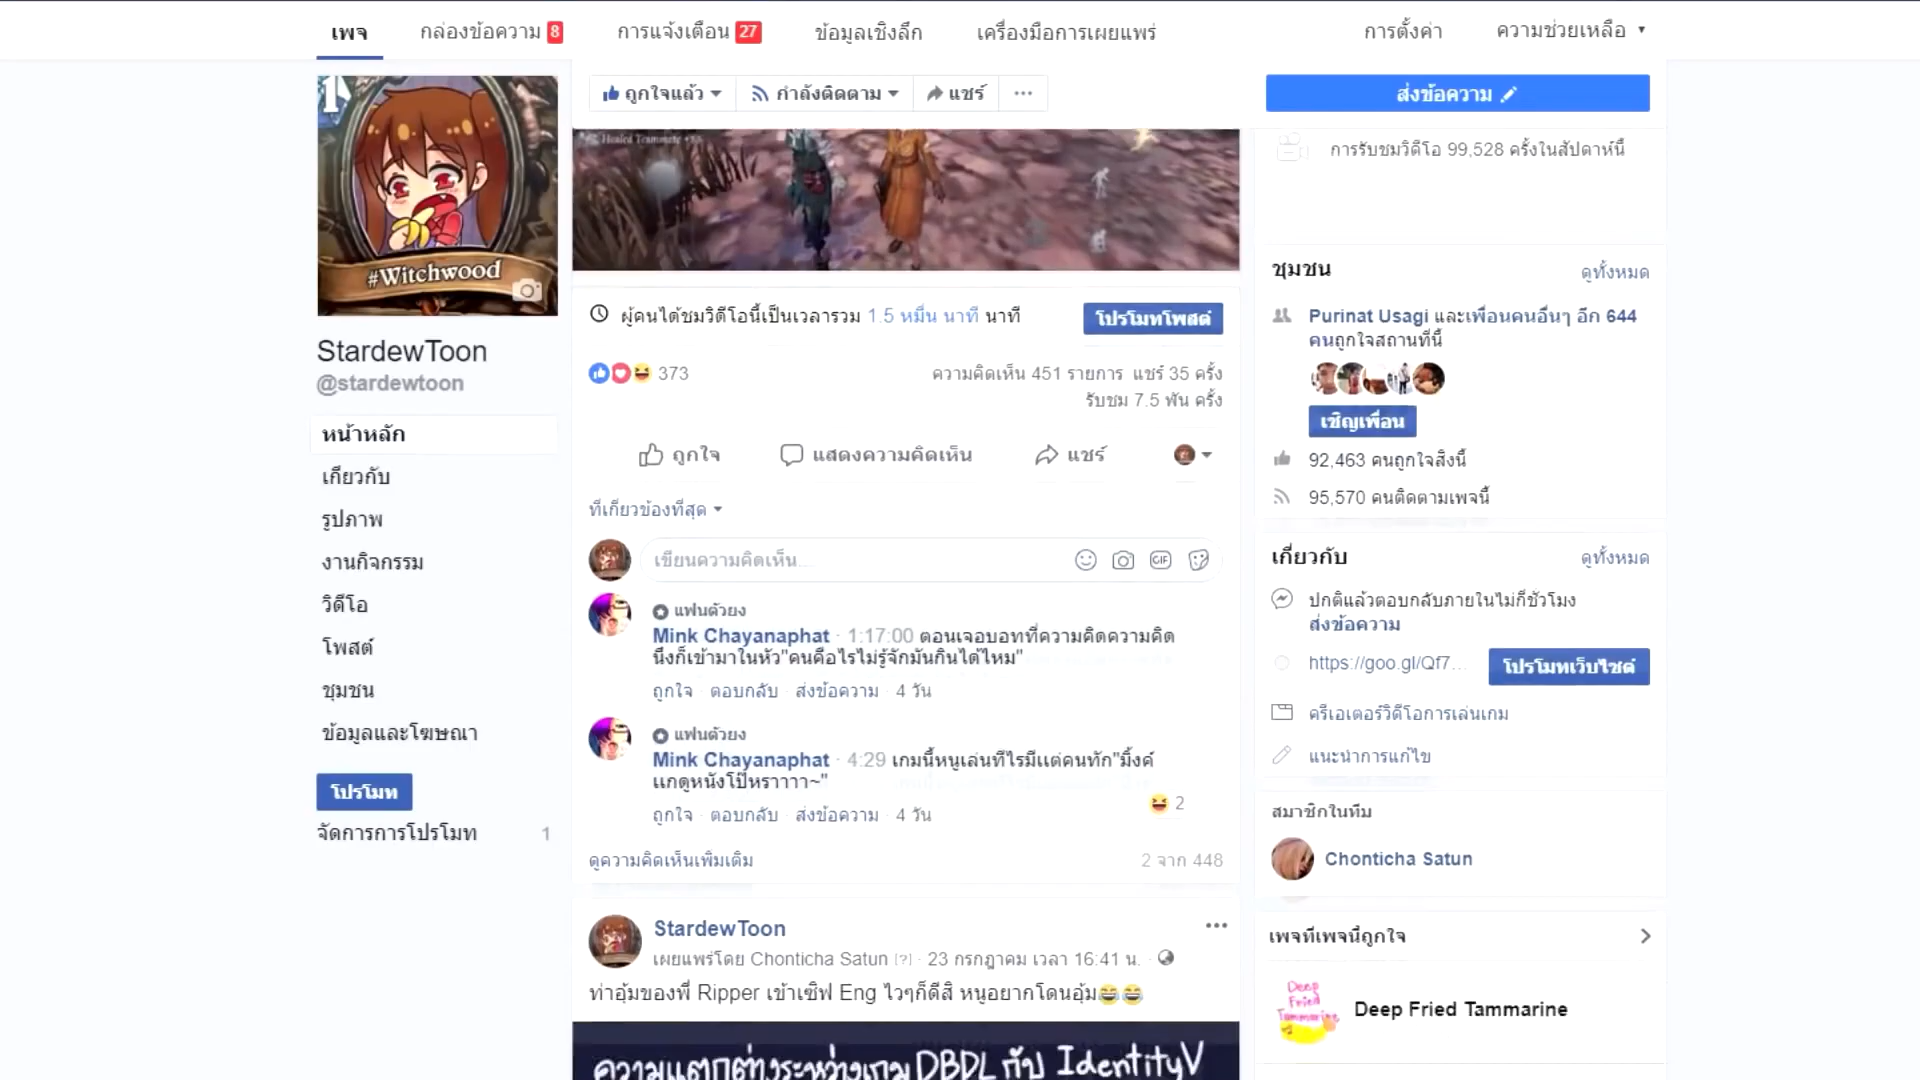 เพจ
กล่องข้อความ 8
การแจ้งเตือน 27
ข้อมูลเชิงลึก
เครื่องมือการเผยแพร่
การตั้งค่า
ความช่วยเหลือ
#Witchwood
StardewToon
@stardewtoon
หน้าหลัก
เกี่ยวกับ
รูปภาพ
งานกิจกรรม
วิดีโอ
โพสต์
ชุมชน
ข้อมูลและโฆษณา
โปรโมท
จัดการการโปรโมท 1
ถูกใจแล้ว
กำลังติดตาม
แชร์
Healed Teammate
ผู้คนได้ชมวิดีโอนี้เป็นเวลารวม 1.5 หมื่น นาที นาที
โปรโมทโพสต์
373
ความคิดเห็น 451 รายการ แชร์ 35 ครั้ง
รับชม 7.5 พัน ครั้ง
ถูกใจ
แสดงความคิดเห็น
แชร์
ที่เกี่ยวข้องที่สุด
เขียนความคิดเห็น...
GIF
แฟนตัวยง
Mink Chayanaphat · 1:17:00 ตอนเจอบอทที่ความคิดความคิด
นึงก็เข้ามาในหัว"คนคือไรไม่รู้จักมันกินได้ไหม"
ถูกใจ · ตอบกลับ · ส่งข้อความ · 4 วัน
แฟนตัวยง
Mink Chayanaphat · 4:29 เกมนี้หนูเล่นทีไรมีแต่คนทัก"มิ้งค์
แกดูหนังโป๊หราาาา~"
2
ถูกใจ · ตอบกลับ · ส่งข้อความ · 4 วัน
ดูความคิดเห็นเพิ่มเติม
2 จาก 448
StardewToon
เผยแพร่โดย Chonticha Satun [?] · 23 กรกฎาคม เวลา 16:41 น. ·
ท่าอุ้มของพี่ Ripper เข้าเซิฟ Eng ไวๆก็ดีสิ หนูอยากโดนอุ้ม😂😂
ความแตกต่างระหว่างเกม DBDL กับ IdentityV
ส่งข้อความ
การรับชมวิดีโอ 99,528 ครั้งในสัปดาห์นี้
ชุมชน
ดูทั้งหมด
Purinat Usagi และเพื่อนคนอื่นๆ อีก 644
คนถูกใจสถานที่นี้
เชิญเพื่อน
92,463 คนถูกใจสิ่งนี้
95,570 คนติดตามเพจนี้
เกี่ยวกับ
ดูทั้งหมด
ปกติแล้วตอบกลับภายในไม่กี่ชั่วโมง
ส่งข้อความ
https://goo.gl/Qf7...
โปรโมทเว็บไซต์
ครีเอเตอร์วิดีโอการเล่นเกม
แนะนำการแก้ไข
สมาชิกในทีม
Chonticha Satun
เพจที่เพจนี้ถูกใจ
Deep
Fried
Tammarine
Deep Fried Tammarine